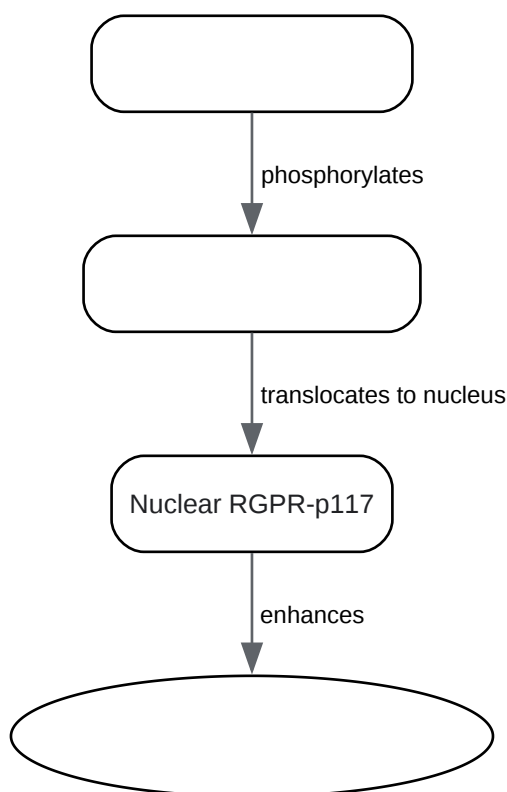 phosphorylates
translocates to nucleus
Nuclear RGPR-p117
enhances